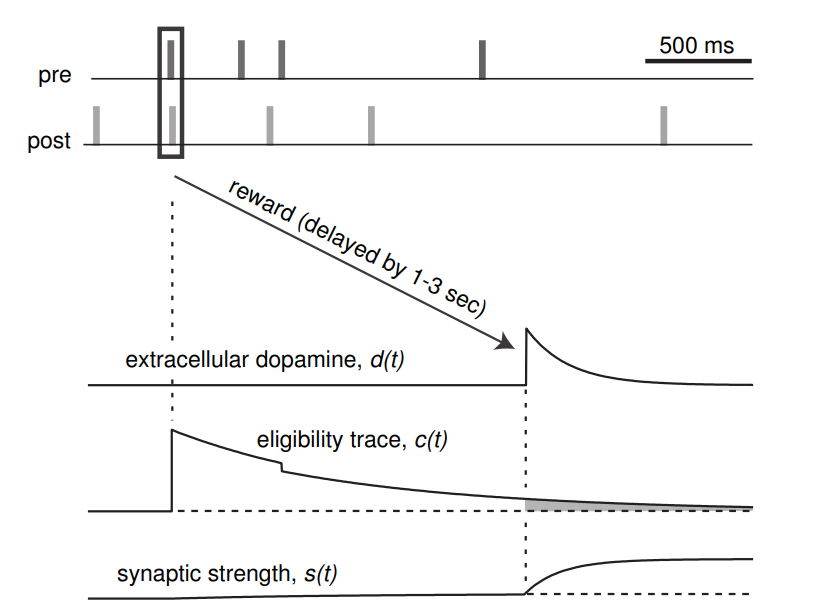 500 ms
pre
post
reward (delayed by 1-3 sec)
extracellular dopamine, d(t)
eligibility trace, c(t)
synaptic strength, s(t)